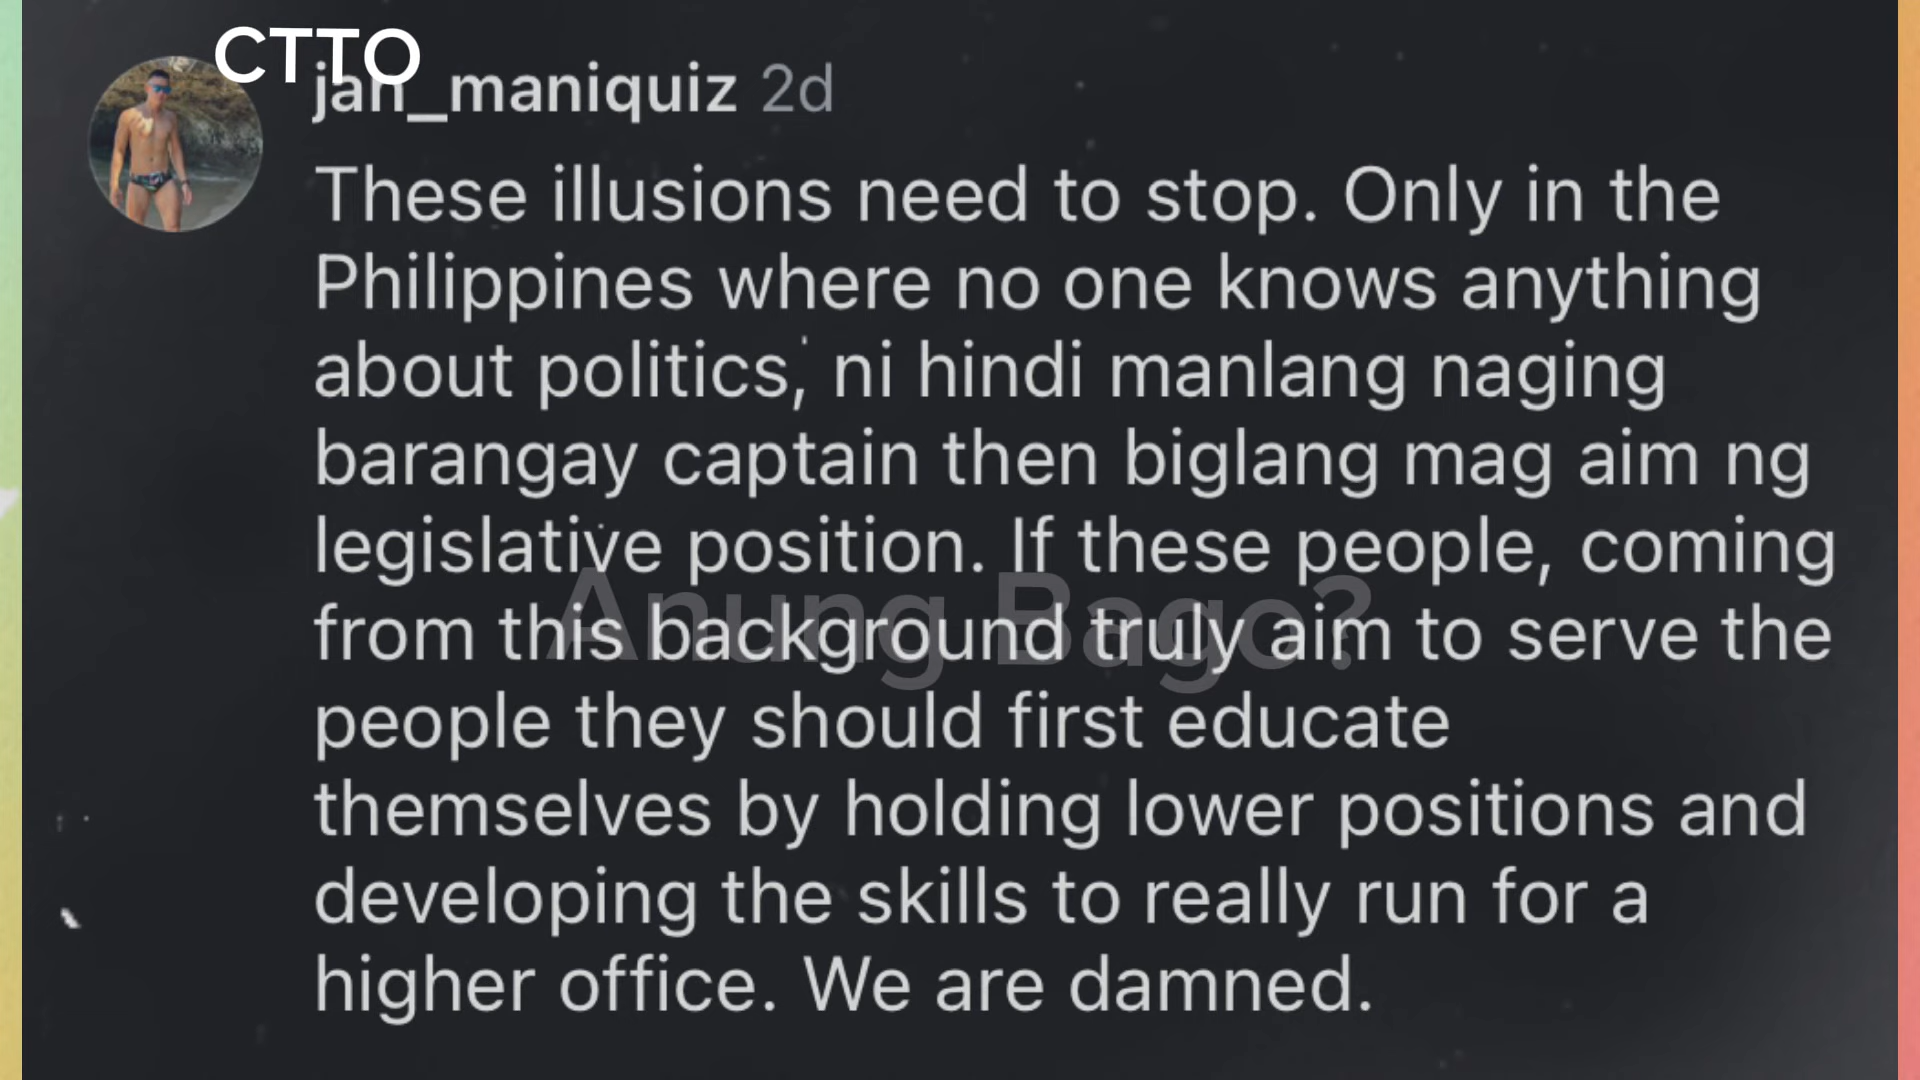 CTTO
jan_maniquiz 2d
These illusions need to stop. Only in the
Philippines where no one knows anything
about politics, ni hindi manlang naging
barangay captain then biglang mag aim ng
legislative position. If these people, coming
from this background truly aim to serve the
people they should first educate
themselves by holding lower positions and
developing the skills to really run for a
higher office. We are damned.
Anung Bago?